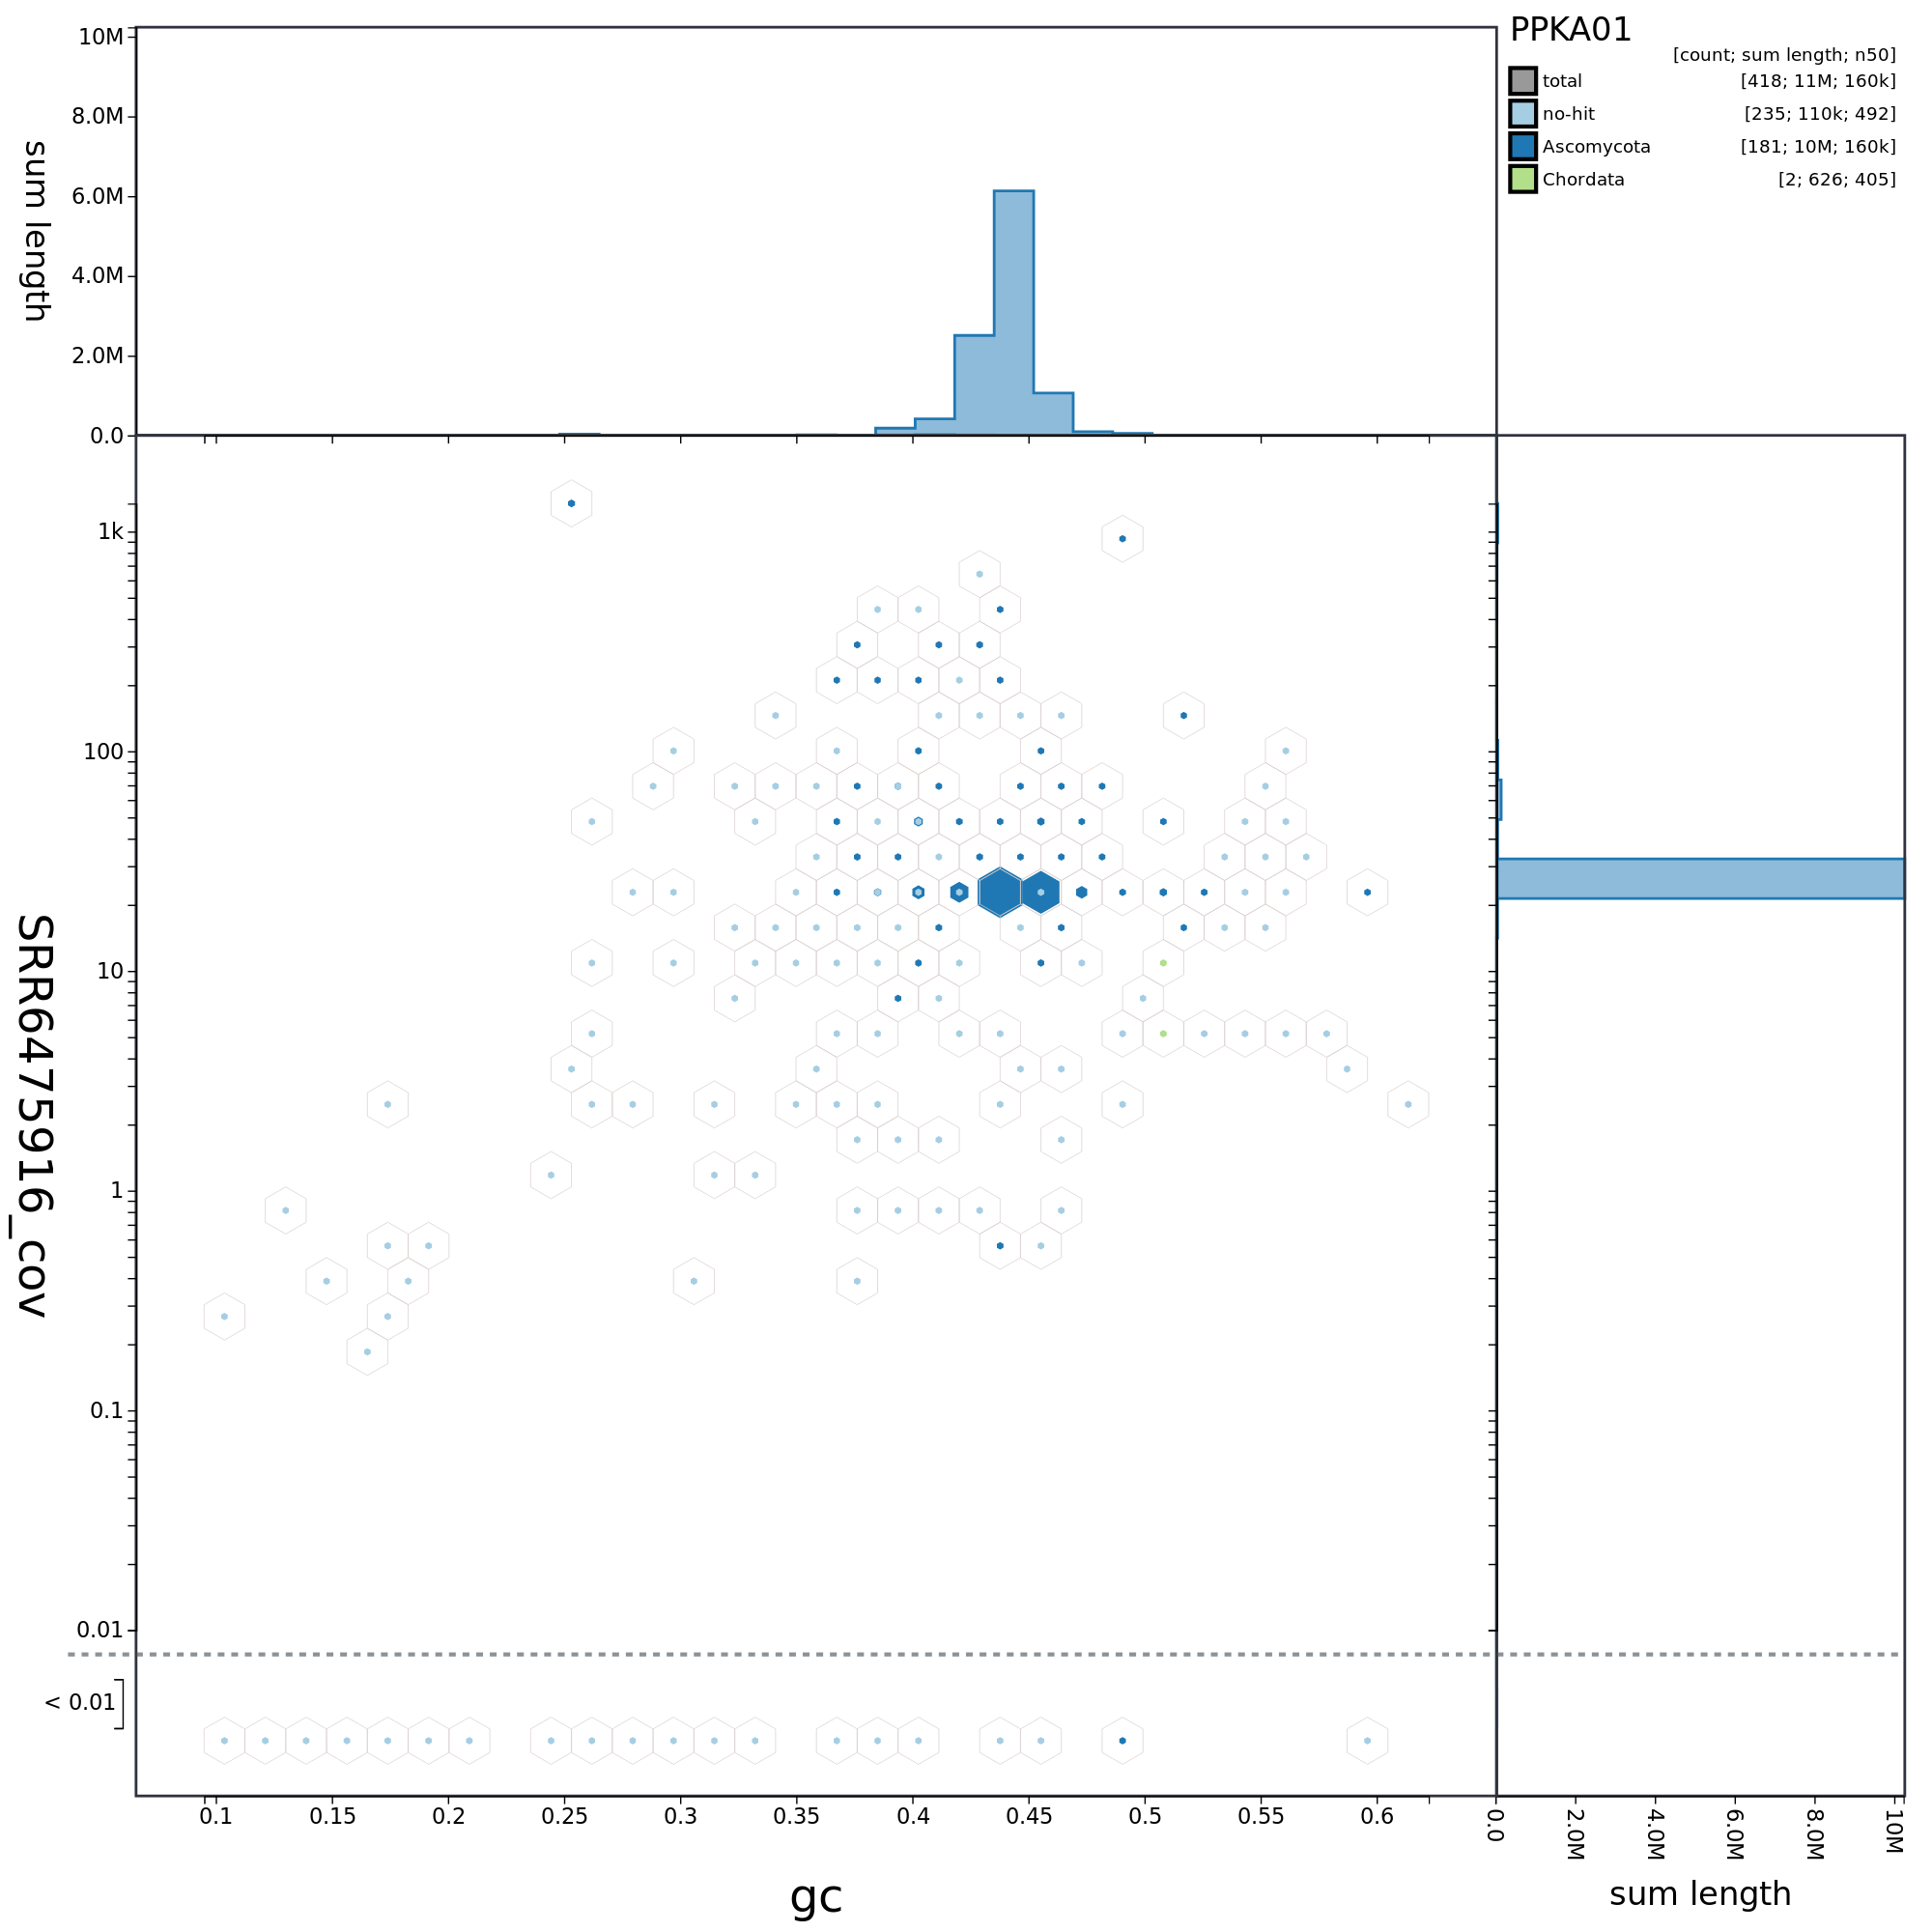 PPKA01
[count; sum length; n50]
total [418; 11M; 160k]
no-hit [235; 110k; 492]
Ascomycota [181; 10M; 160k]
Chordata [2; 626; 405]
sum length
10M
8.0M
6.0M
4.0M
2.0M
0.0
SRR6475916_cov
1k
100
10
1
0.1
0.01
< 0.01
0.1 0.15 0.2 0.25 0.3 0.35 0.4 0.45 0.5 0.55 0.6
gc
0.0 2.0M 4.0M 6.0M 8.0M 10M
sum length